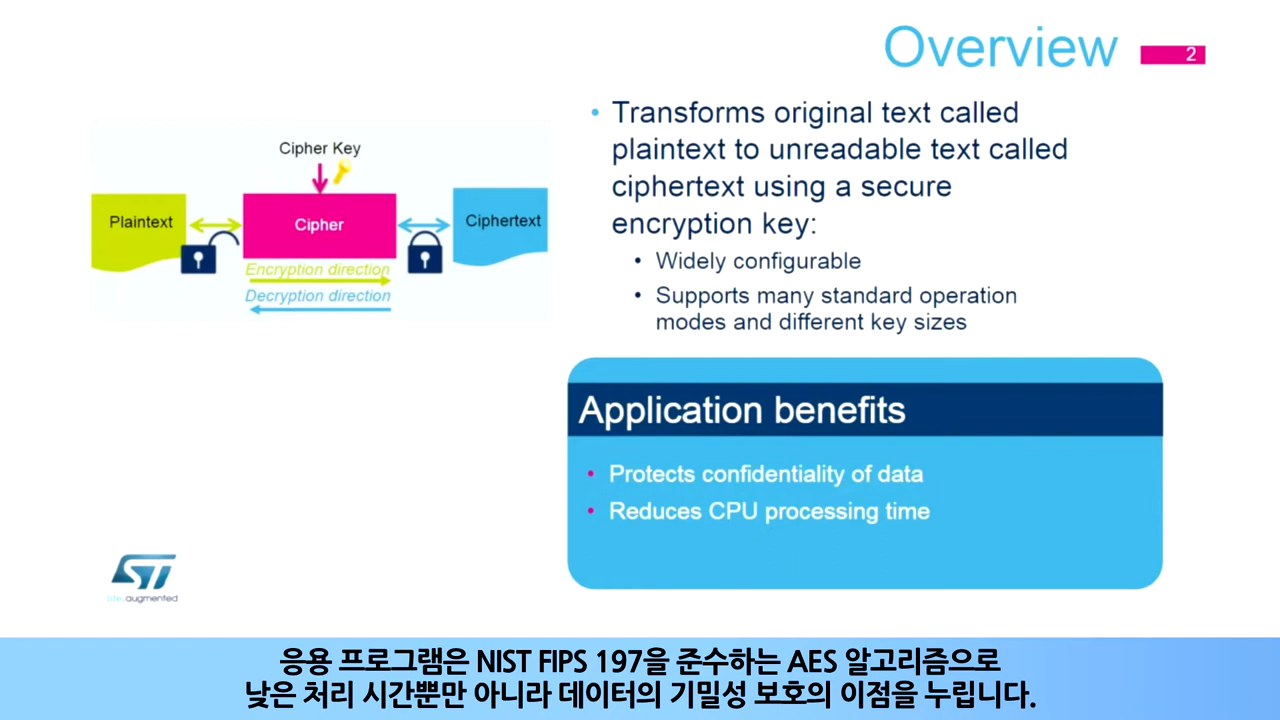 Overview
2
Cipher Key
Plaintext
Cipher
Ciphertext
Encryption direction
Decryption direction
• Transforms original text called
plaintext to unreadable text called
ciphertext using a secure
encryption key:
• Widely configurable
• Supports many standard operation
modes and different key sizes
Application benefits
• Protects confidentiality of data
• Reduces CPU processing time
ST
life.augmented
응용 프로그램은 NIST FIPS 197을 준수하는 AES 알고리즘으로
낮은 처리 시간뿐만 아니라 데이터의 기밀성 보호의 이점을 누립니다.